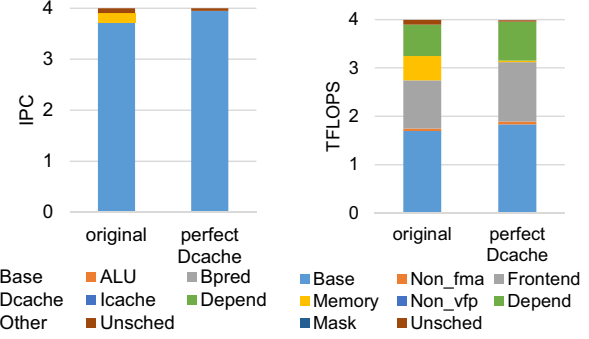 4
3
2
1
0
IPC
original
perfect
Dcache
Base
ALU
Bpred
Dcache
Icache
Depend
Other
Unsched
4
3
2
1
0
TFLOPS
original
perfect
Dcache
Base
Non_fma
Frontend
Memory
Non_vfp
Depend
Mask
Unsched